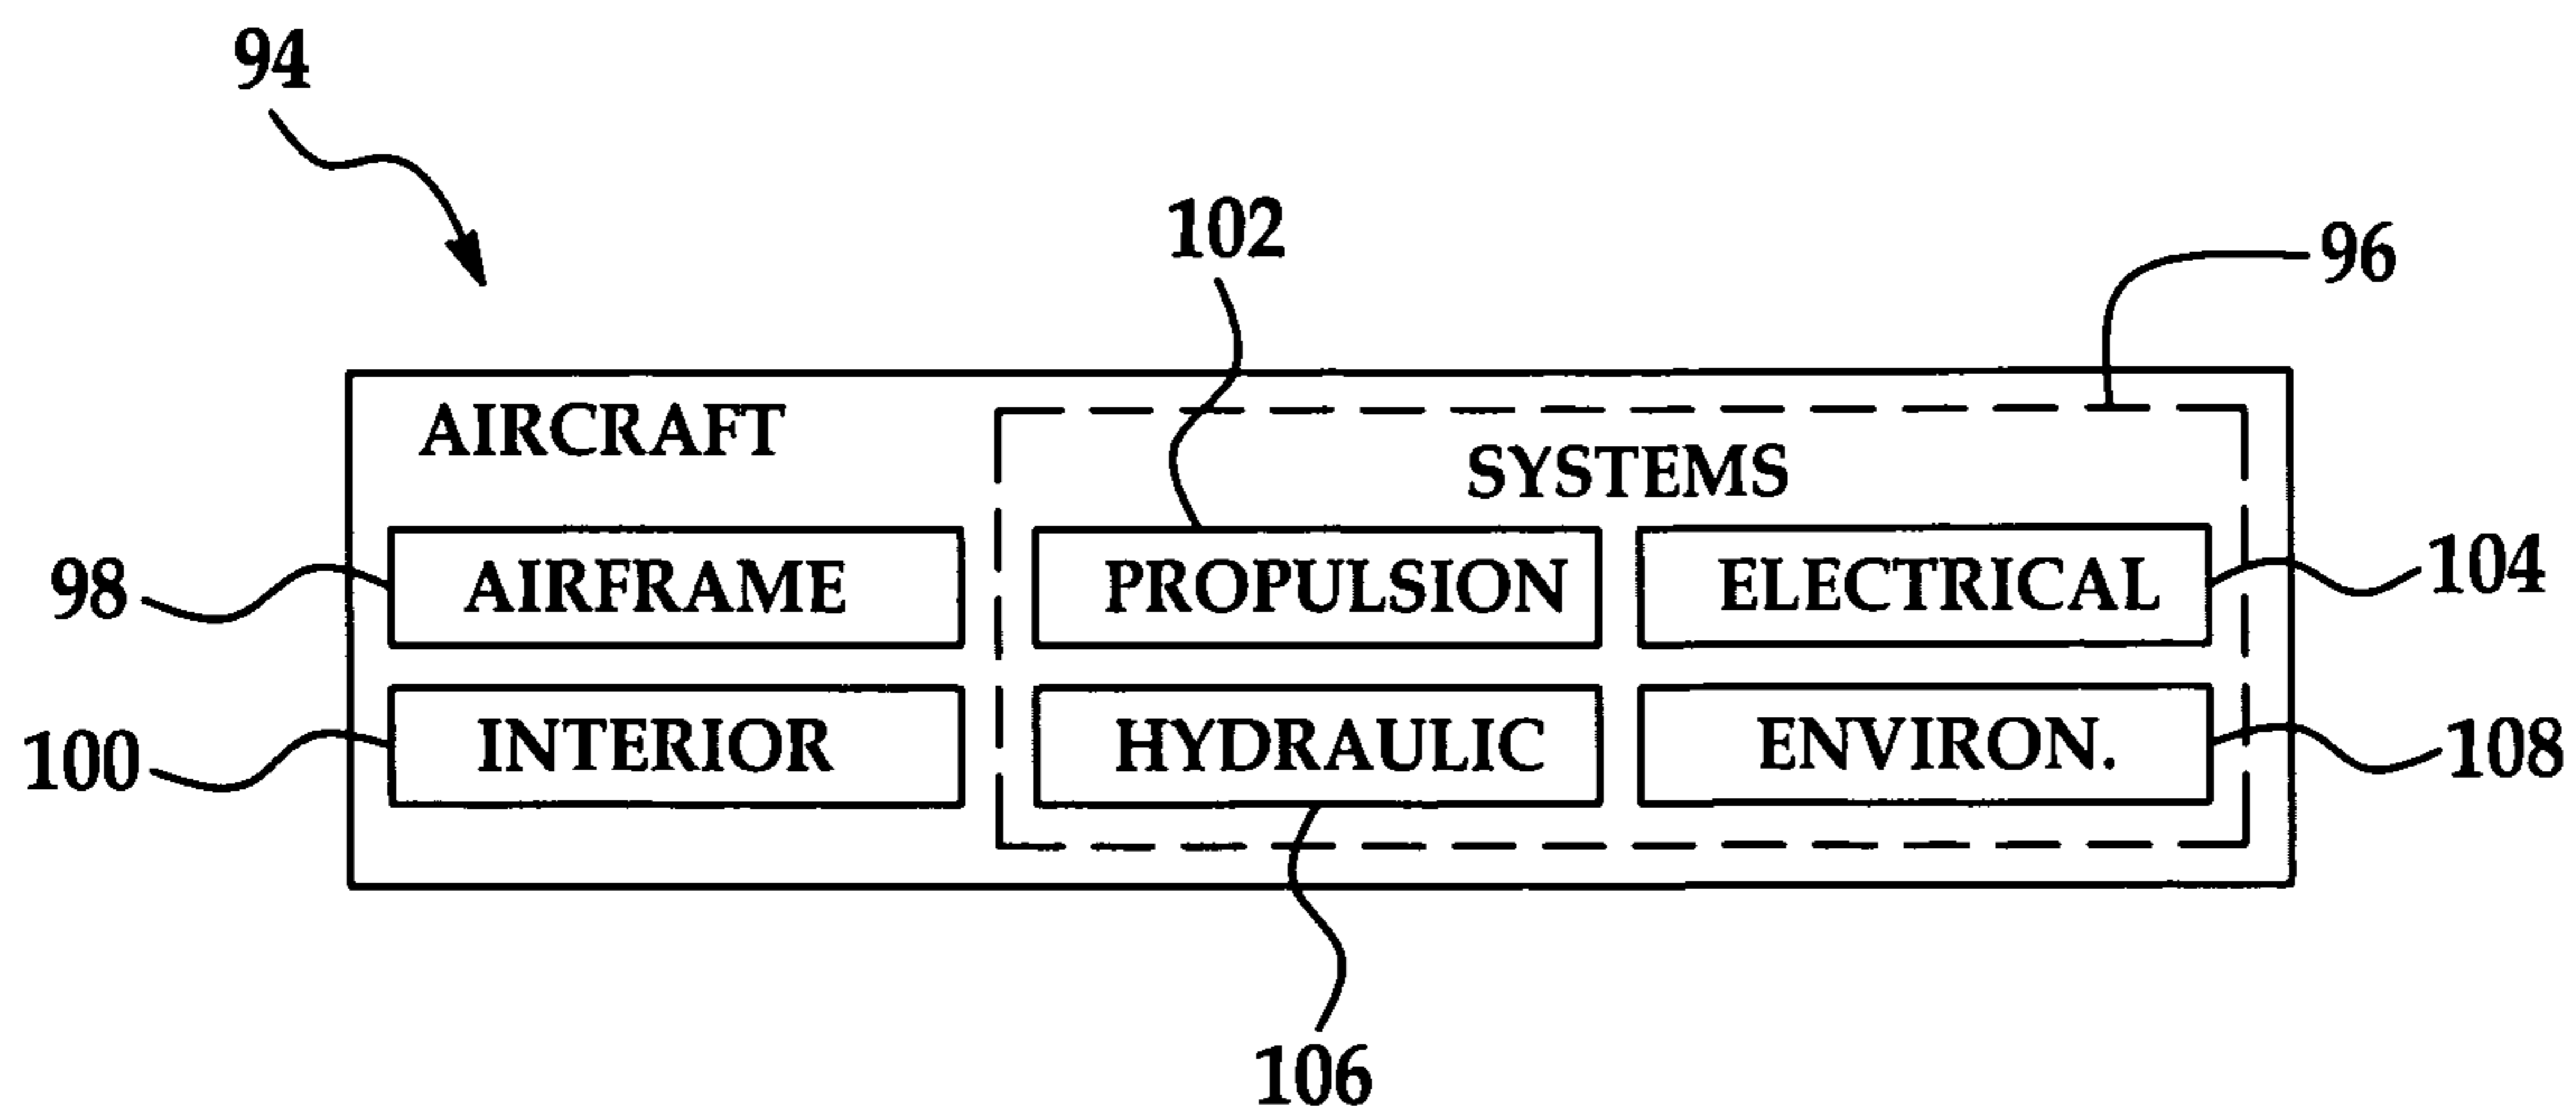 94
102
96
AIRCRAFT
SYSTEMS
98
AIRFRAME
PROPULSION
ELECTRICAL
104
100
INTERIOR
HYDRAULIC
ENVIRON.
108
106